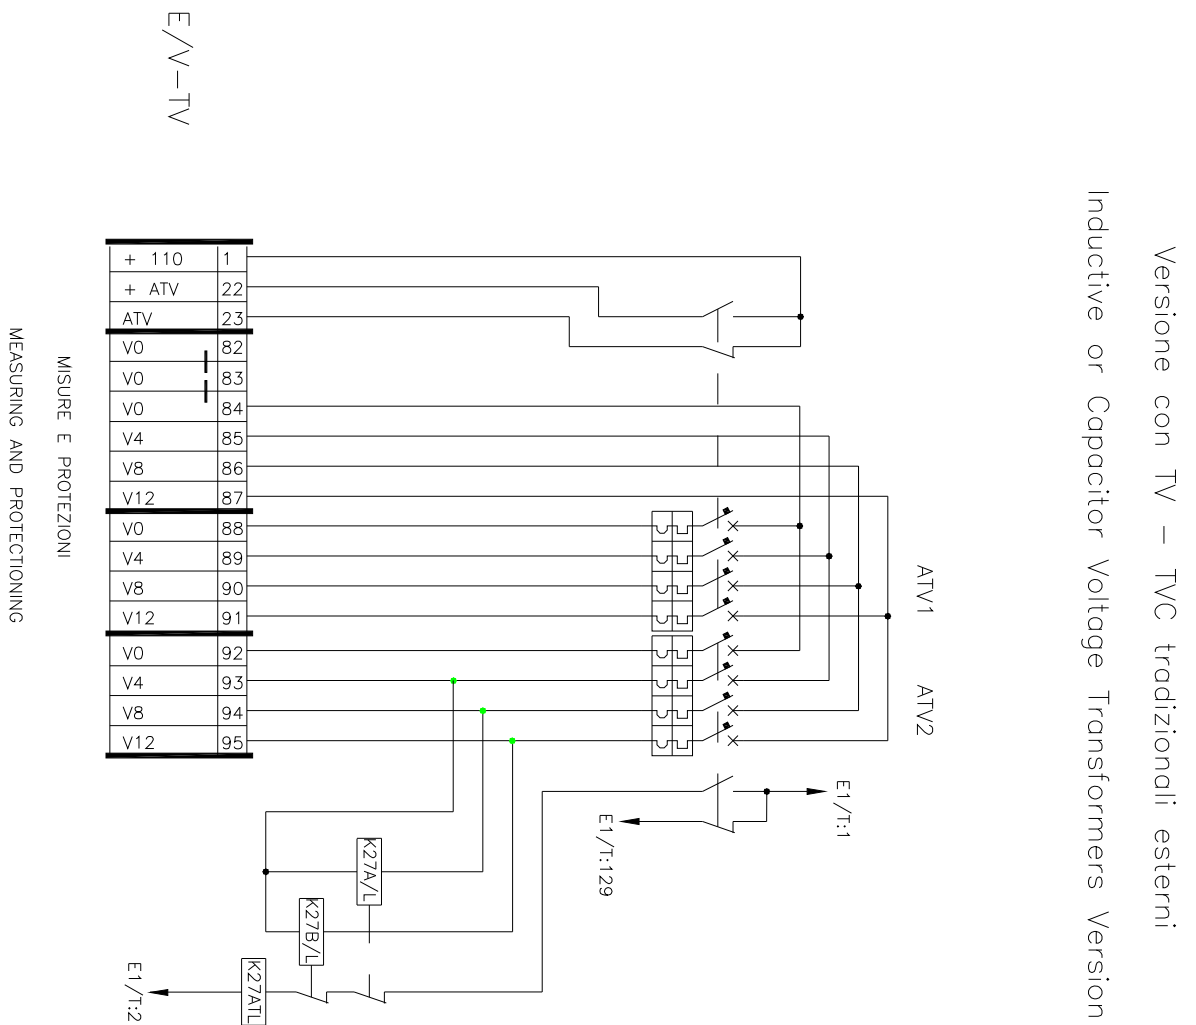 E/V-TV
Versione con TV - TVC tradizionali esterni
Inductive or Capacitor Voltage Transformers Version
MISURE E PROTEZIONI
MEASURING AND PROTECTIONING
+ 110 1
+ ATV 22
ATV 23
V0 82
V0 83
V0 84
V4 85
V8 86
V12 87
V0 88
V4 89
V8 90
V12 91
V0 92
V4 93
V8 94
V12 95
ATV1
ATV2
E1/T:1
E1/T:129
K27A/L
K27B/L
K27ATL
E1/T:2